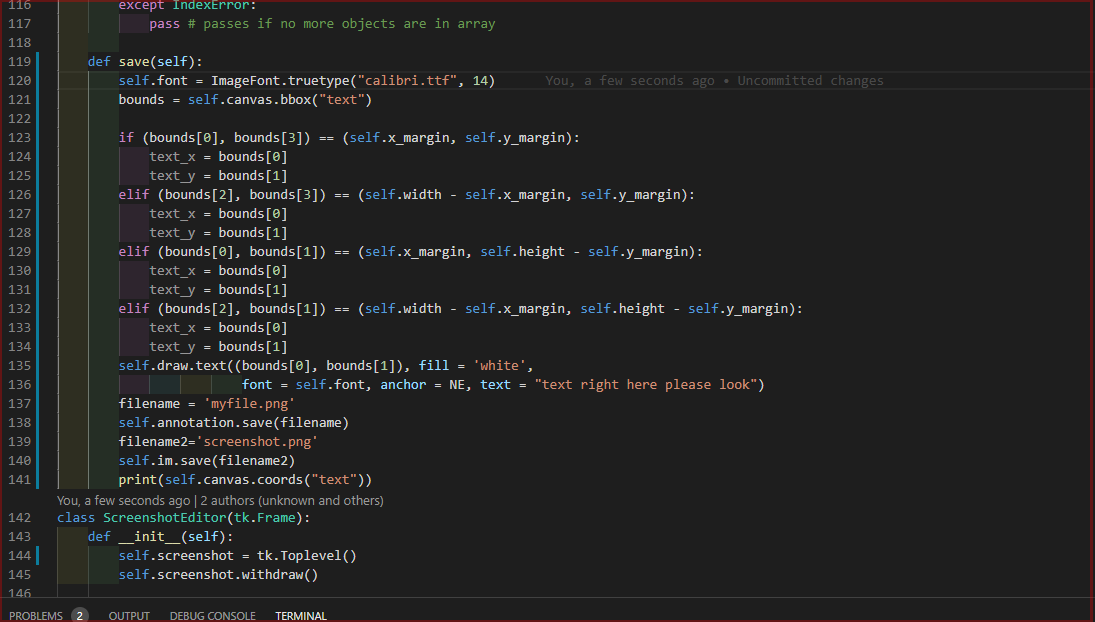 116 except IndexError:
117 pass # passes if no more objects are in array
118
119 def save(self):
120 self.font = ImageFont.truetype("calibri.ttf", 14) You, a few seconds ago • Uncommitted changes
121 bounds = self.canvas.bbox("text")
122
123 if (bounds[0], bounds[3]) == (self.x_margin, self.y_margin):
124 text_x = bounds[0]
125 text_y = bounds[1]
126 elif (bounds[2], bounds[3]) == (self.width - self.x_margin, self.y_margin):
127 text_x = bounds[0]
128 text_y = bounds[1]
129 elif (bounds[0], bounds[1]) == (self.x_margin, self.height - self.y_margin):
130 text_x = bounds[0]
131 text_y = bounds[1]
132 elif (bounds[2], bounds[1]) == (self.width - self.x_margin, self.height - self.y_margin):
133 text_x = bounds[0]
134 text_y = bounds[1]
135 self.draw.text((bounds[0], bounds[1]), fill = 'white',
136 font = self.font, anchor = NE, text = "text right here please look")
137 filename = 'myfile.png'
138 self.annotation.save(filename)
139 filename2='screenshot.png'
140 self.im.save(filename2)
141 print(self.canvas.coords("text"))
You, a few seconds ago | 2 authors (unknown and others)
142 class ScreenshotEditor(tk.Frame):
143 def __init__(self):
144 self.screenshot = tk.Toplevel()
145 self.screenshot.withdraw()
146
PROBLEMS 2 OUTPUT DEBUG CONSOLE TERMINAL